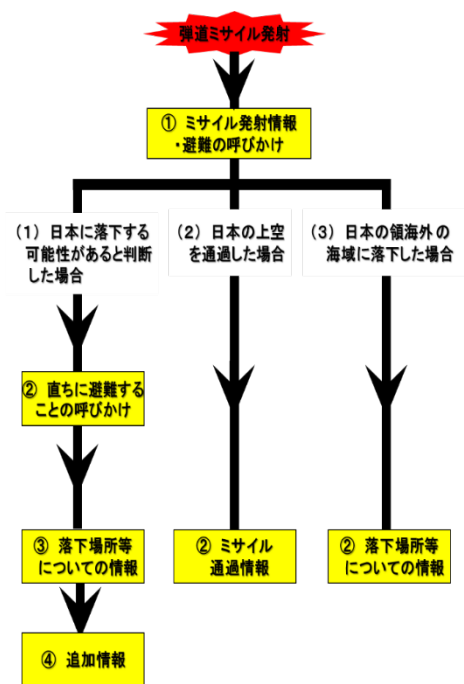 弾道ミサイル発射
① ミサイル発射情報
・避難の呼びかけ
(1) 日本に落下する
可能性があると判断
した場合
(2) 日本の上空
を通過した場合
(3) 日本の領海外の
海域に落下した場合
② 直ちに避難する
ことの呼びかけ
③ 落下場所等
についての情報
② ミサイル
通過情報
② 落下場所等
についての情報
④ 追加情報